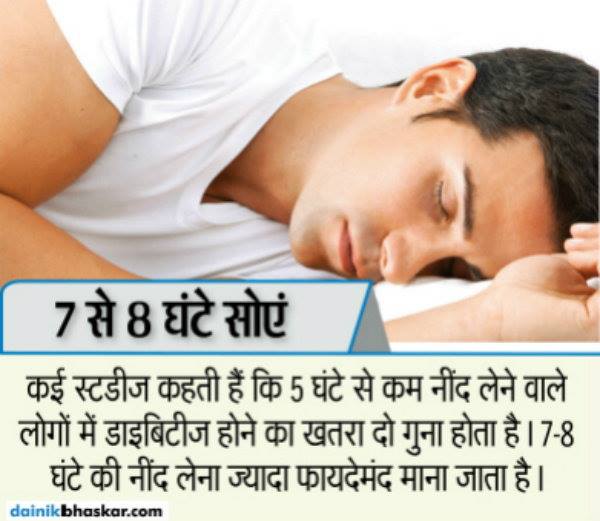 7 से 8 घंटे सोएं
कई स्टडीज कहती हैं कि 5 घंटे से कम नींद लेने वाले
लोगों में डाइबिटीज होने का खतरा दो गुना होता है। 7-8
घंटे की नींद लेना ज्यादा फायदेमंद माना जाता है।
dainikbhaskar.com